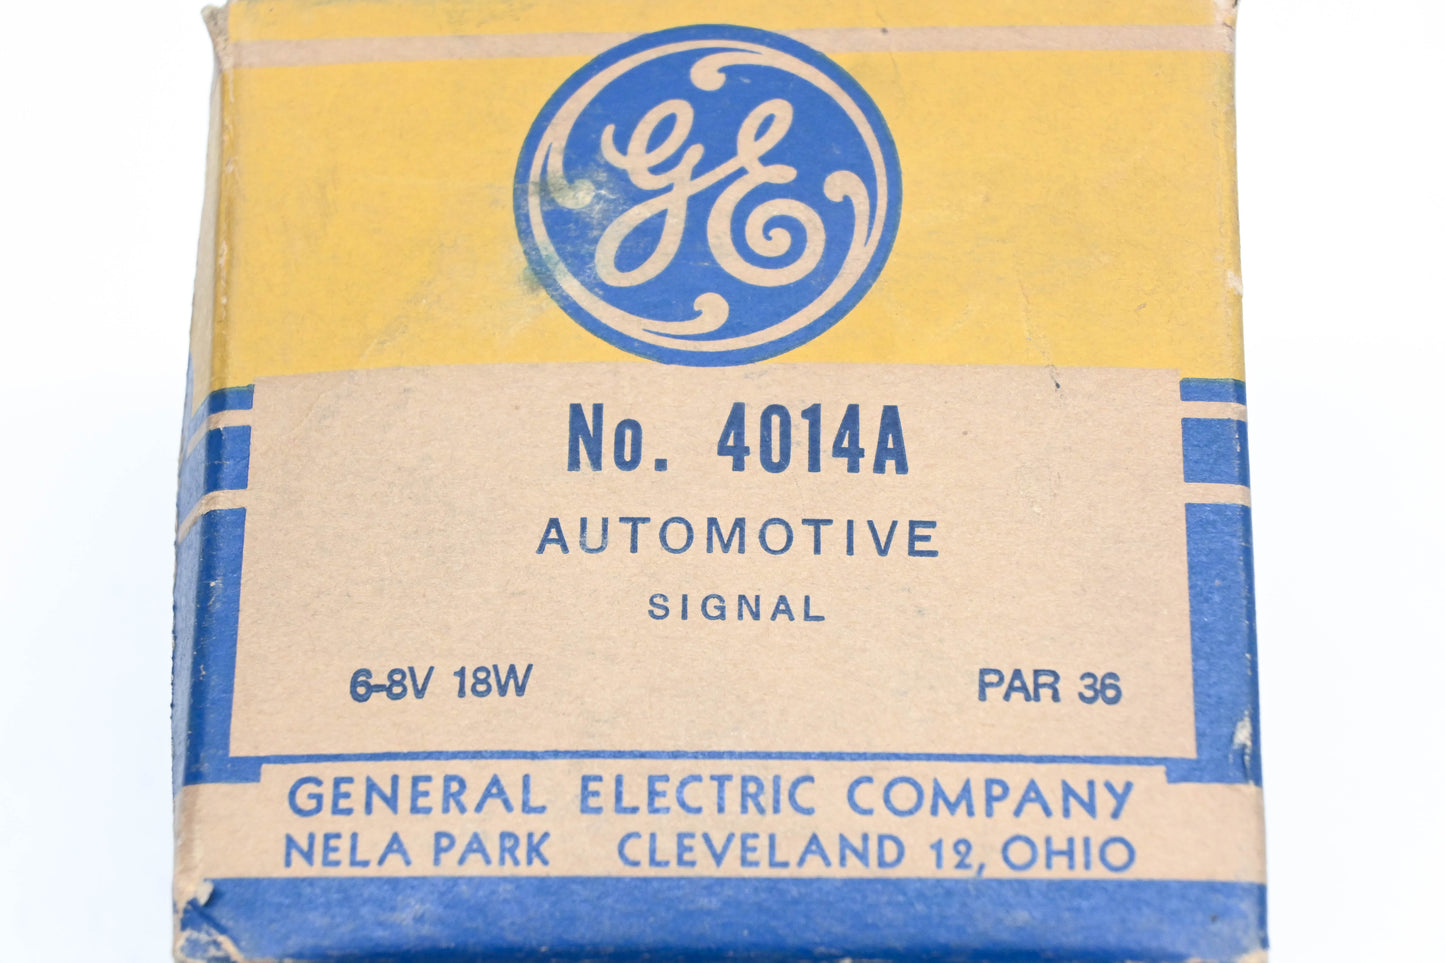 GE
No. 4014A
AUTOMOTIVE
SIGNAL
6-8V 18W PAR 36
GENERAL ELECTRIC COMPANY
NELA PARK CLEVELAND 12, OHIO